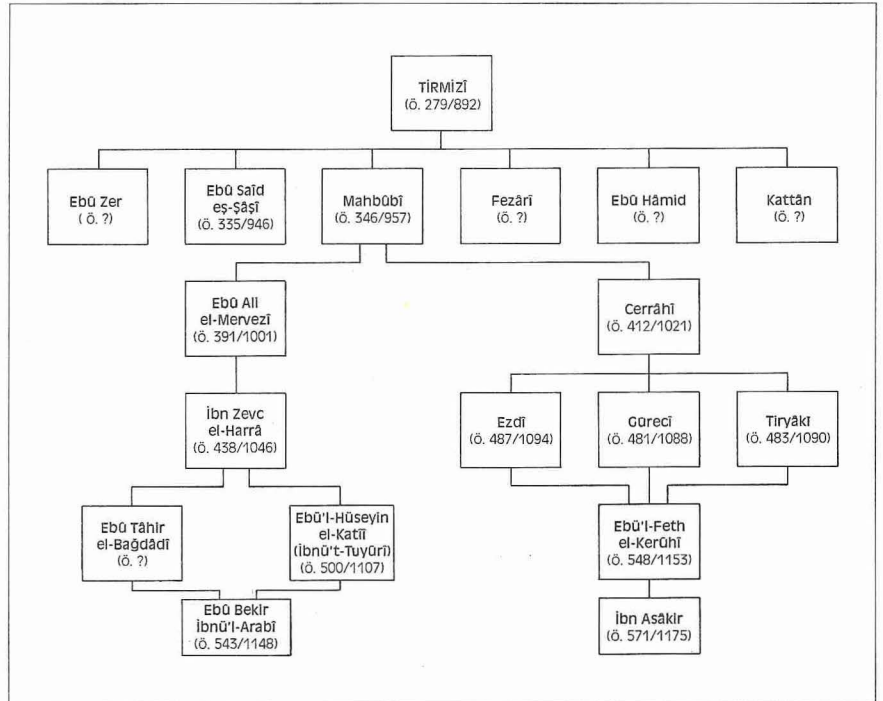 TİRMİZÎ
(ö. 279/892)
Ebû Zer
( ö. ?)
Ebû Saîd
eş-Şâşî
(ö. 335/946)
Mahbûbî
(ö. 346/957)
Fezârî
(ö. ?)
Ebû Hâmid
(ö. ?)
Kattân
(ö. ?)
Ebû Ali
el-Mervezî
(ö. 391/1001)
Cerrâhî
(ö. 412/1021)
İbn Zevc
el-Harrâ
(ö. 438/1046)
Ezdî
(ö. 487/1094)
Gûrecî
(ö. 481/1088)
Tiryâkī
(ö. 483/1090)
Ebû Tâhir
el-Bağdâdî
(ö. ?)
Ebü'l-Hüseyin
el-Katîî
(İbnü't-Tuyûrî)
(ö. 500/1107)
Ebü'l-Feth
el-Kerûhî
(ö. 548/1153)
Ebû Bekir
İbnü'l-Arabî
(ö. 543/1148)
İbn Asâkir
(ö. 571/1175)